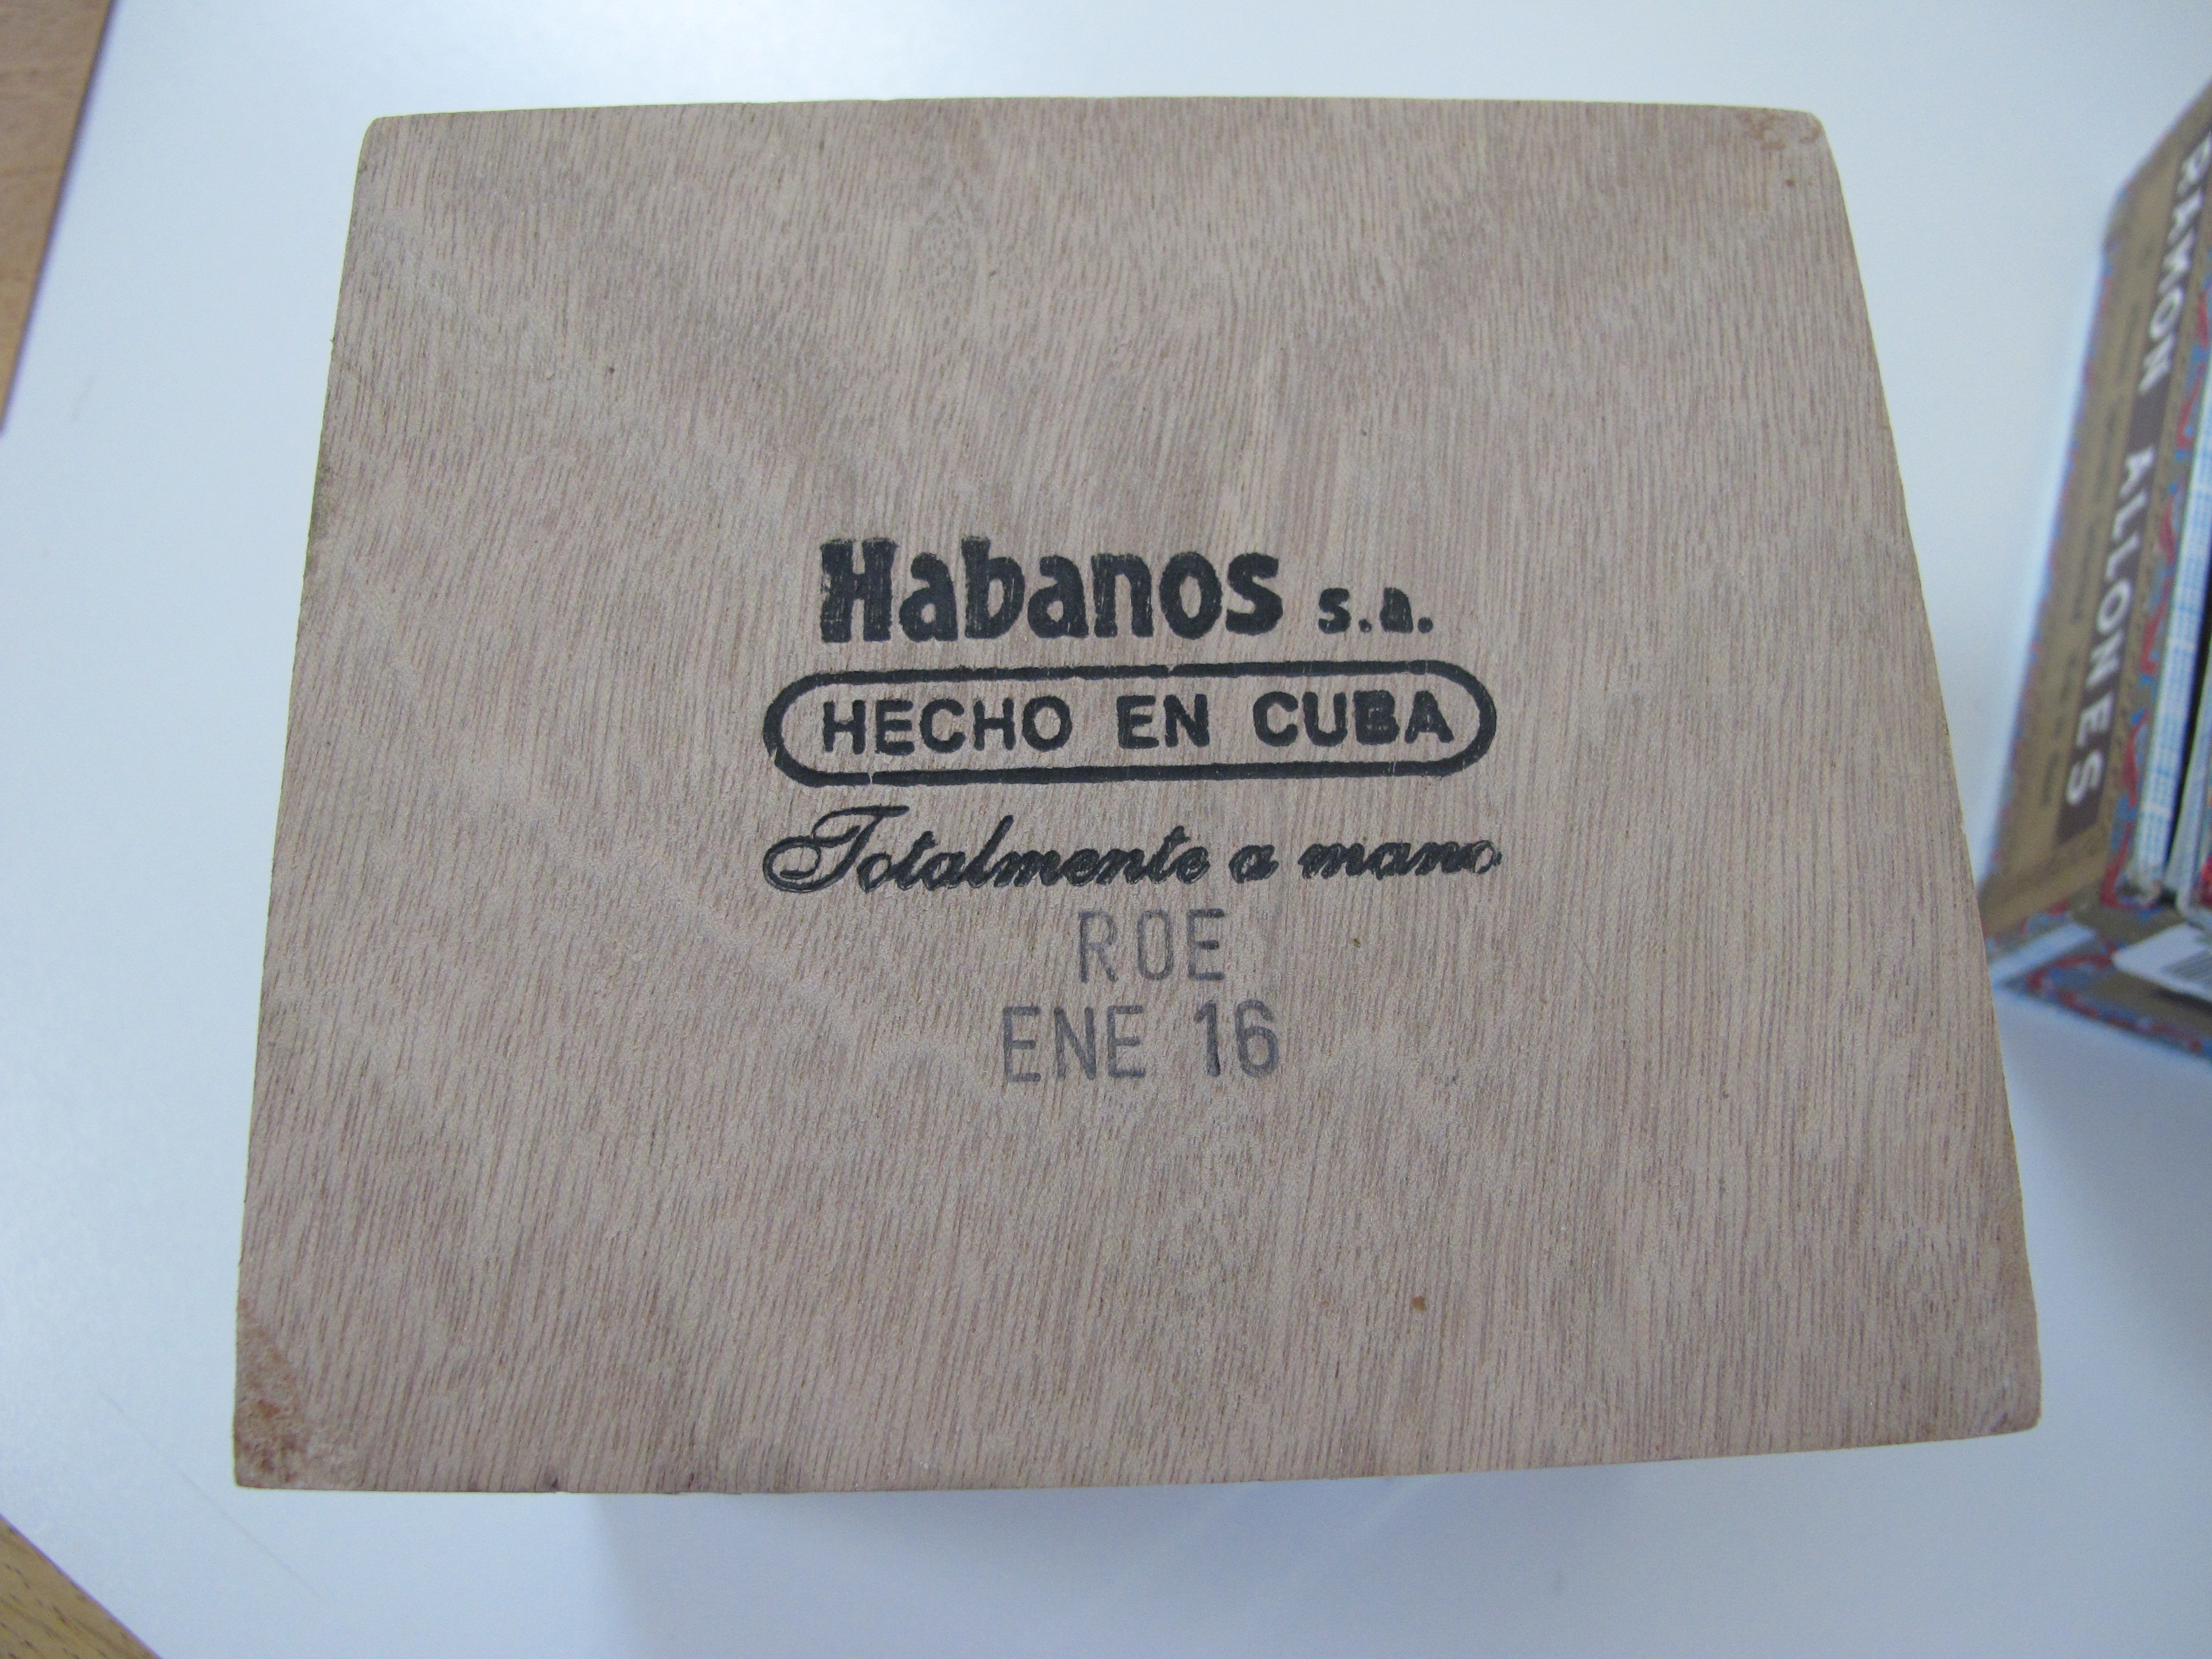 Habanos s.a.
HECHO EN CUBA
Totalmente a mano
ROE
ENE 16
RAMON ALLONES